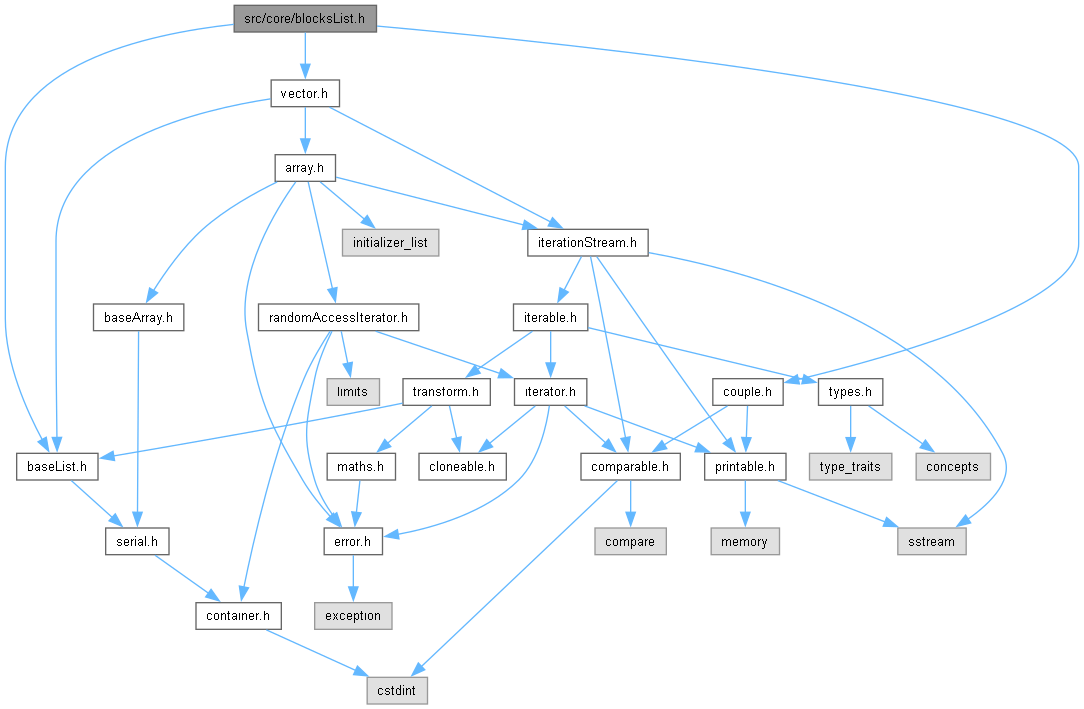 src/core/blocksList.h
vector.h
array.h
initializer_list
iterationStream.h
baseArray.h
randomAccessIterator.h
iterable.h
limits
transform.h
iterator.h
couple.h
types.h
baseList.h
maths.h
cloneable.h
comparable.h
printable.h
type_traits
concepts
serial.h
error.h
compare
memory
sstream
container.h
exception
cstdint